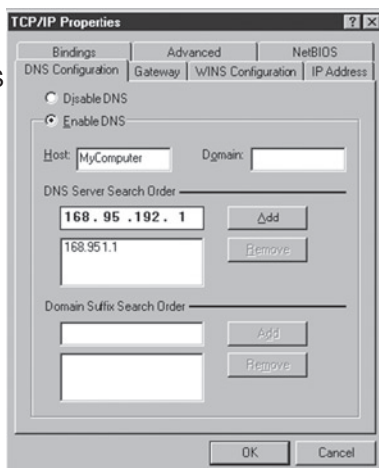 TCP/IP Properties
? ×
Bindings Advanced NetBIOS
DNS Configuration Gateway WINS Configuration IP Address
S
Disable DNS
Enable DNS
Host: MyComputer Domain:
DNS Server Search Order
168.95.192.1 Add
168.951.1 Remove
Domain Suffix Search Order
Add
Remove
OK Cancel